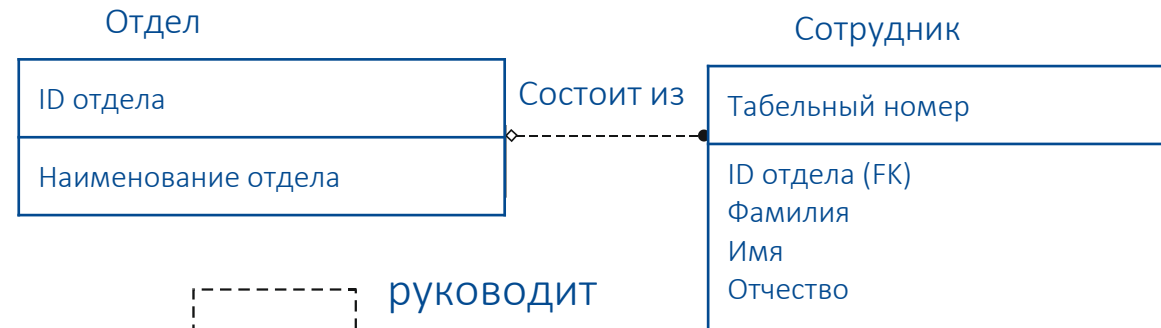 Отдел
ID отдела
Наименование отдела
Состоит из
Сотрудник
Табельный номер
ID отдела (FK)
Фамилия
Имя
Отчество
руководит